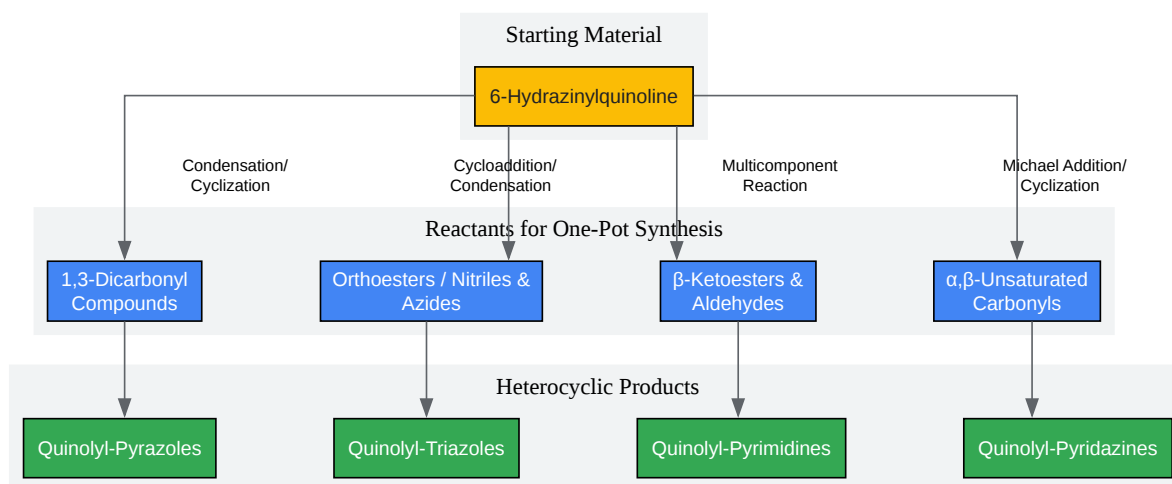 Starting Material
6-Hydrazinylquinoline
Condensation/
Cyclization
Cycloaddition/
Condensation
Multicomponent
Reaction
Michael Addition/
Cyclization
Reactants for One-Pot Synthesis
1,3-Dicarbonyl
Compounds
Orthoesters / Nitriles &
Azides
β-Ketoesters &
Aldehydes
α,β-Unsaturated
Carbonyls
Heterocyclic Products
Quinolyl-Pyrazoles
Quinolyl-Triazoles
Quinolyl-Pyrimidines
Quinolyl-Pyridazines